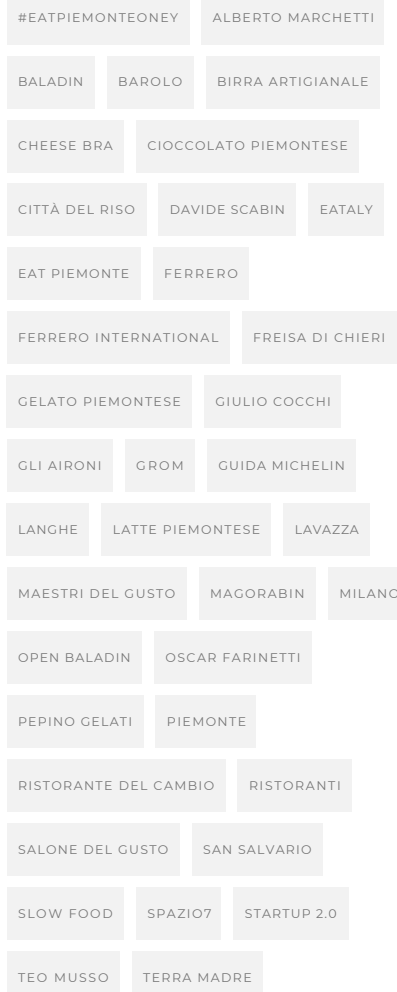 #EATPIEMONTEONEY ALBERTO MARCHETTI
BALADIN BAROLO BIRRA ARTIGIANALE
CHEESE BRA CIOCCOLATO PIEMONTESE
CITTÀ DEL RISO DAVIDE SCABIN EATALY
EAT PIEMONTE FERRERO
FERRERO INTERNATIONAL FREISA DI CHIERI
GELATO PIEMONTESE GIULIO COCCHI
GLI AIRONI GROM GUIDA MICHELIN
LANGHE LATTE PIEMONTESE LAVAZZA
MAESTRI DEL GUSTO MAGORABIN MILANO
OPEN BALADIN OSCAR FARINETTI
PEPINO GELATI PIEMONTE
RISTORANTE DEL CAMBIO RISTORANTI
SALONE DEL GUSTO SAN SALVARIO
SLOW FOOD SPAZIO7 STARTUP 2.0
TEO MUSSO TERRA MADRE